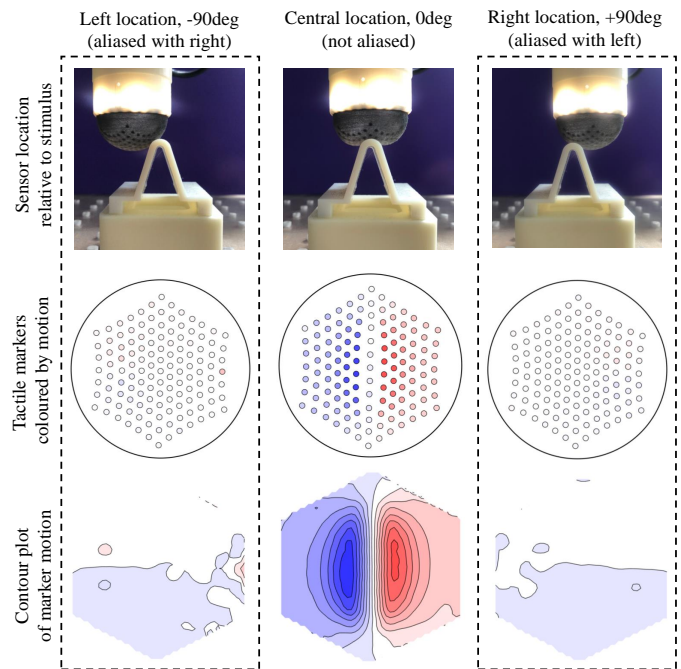 Left location, -90deg
(aliased with right)
Central location, 0deg
(not aliased)
Right location, +90deg
(aliased with left)
Sensor location
relative to stimulus
Tactile markers
coloured by motion
Contour plot
of marker motion